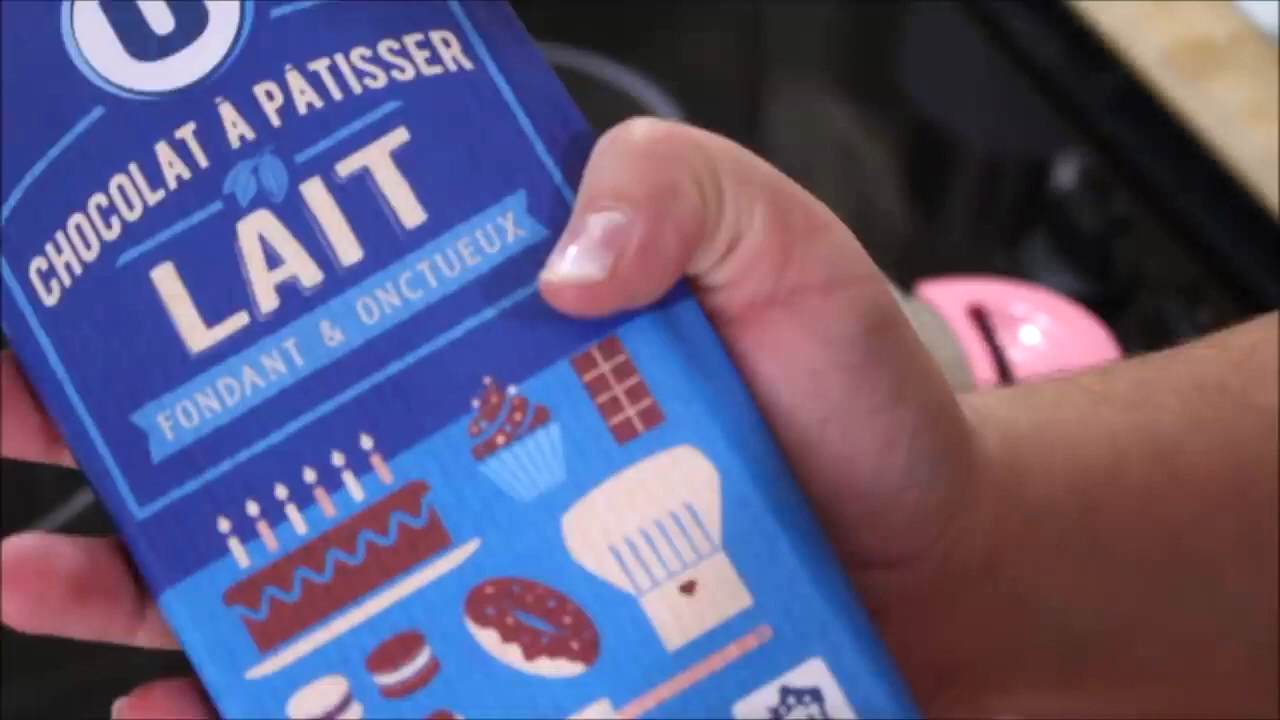 U
CHOCOLAT À PÂTISSER
LAIT
FONDANT & ONCTUEUX